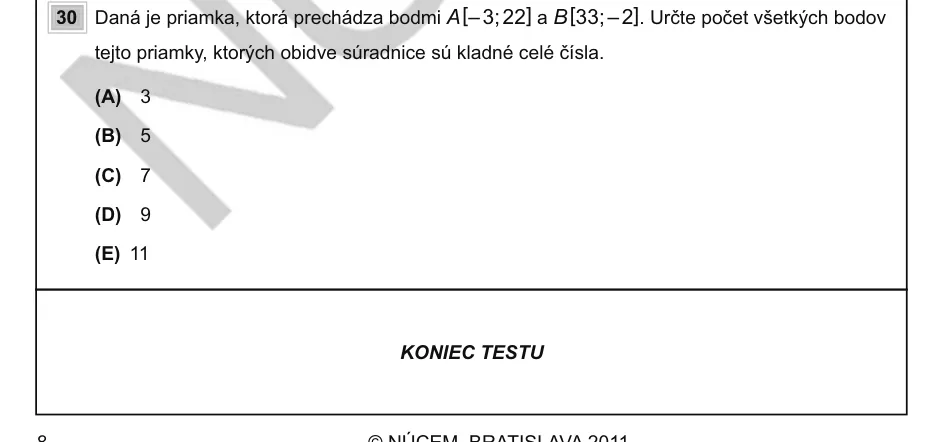 30 Daná je priamka, ktorá prechádza bodmi A[–3;22] a B[33;–2]. Určte počet všetkých bodov
tejto priamky, ktorých obidve súradnice sú kladné celé čísla.
(A) 3
(B) 5
(C) 7
(D) 9
(E) 11
KONIEC TESTU
8 © NÚCEM, BRATISLAVA 2011